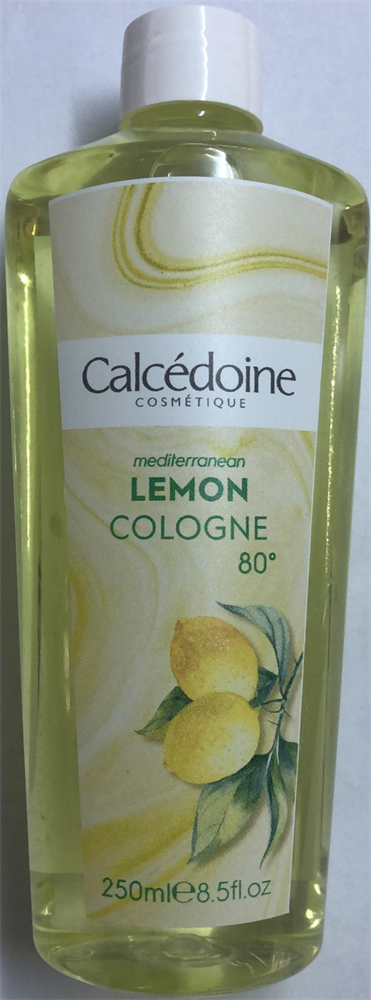 Calcédoine
COSMÉTIQUE
mediterranean
LEMON
COLOGNE
80°
250ml℮8.5fl.oz